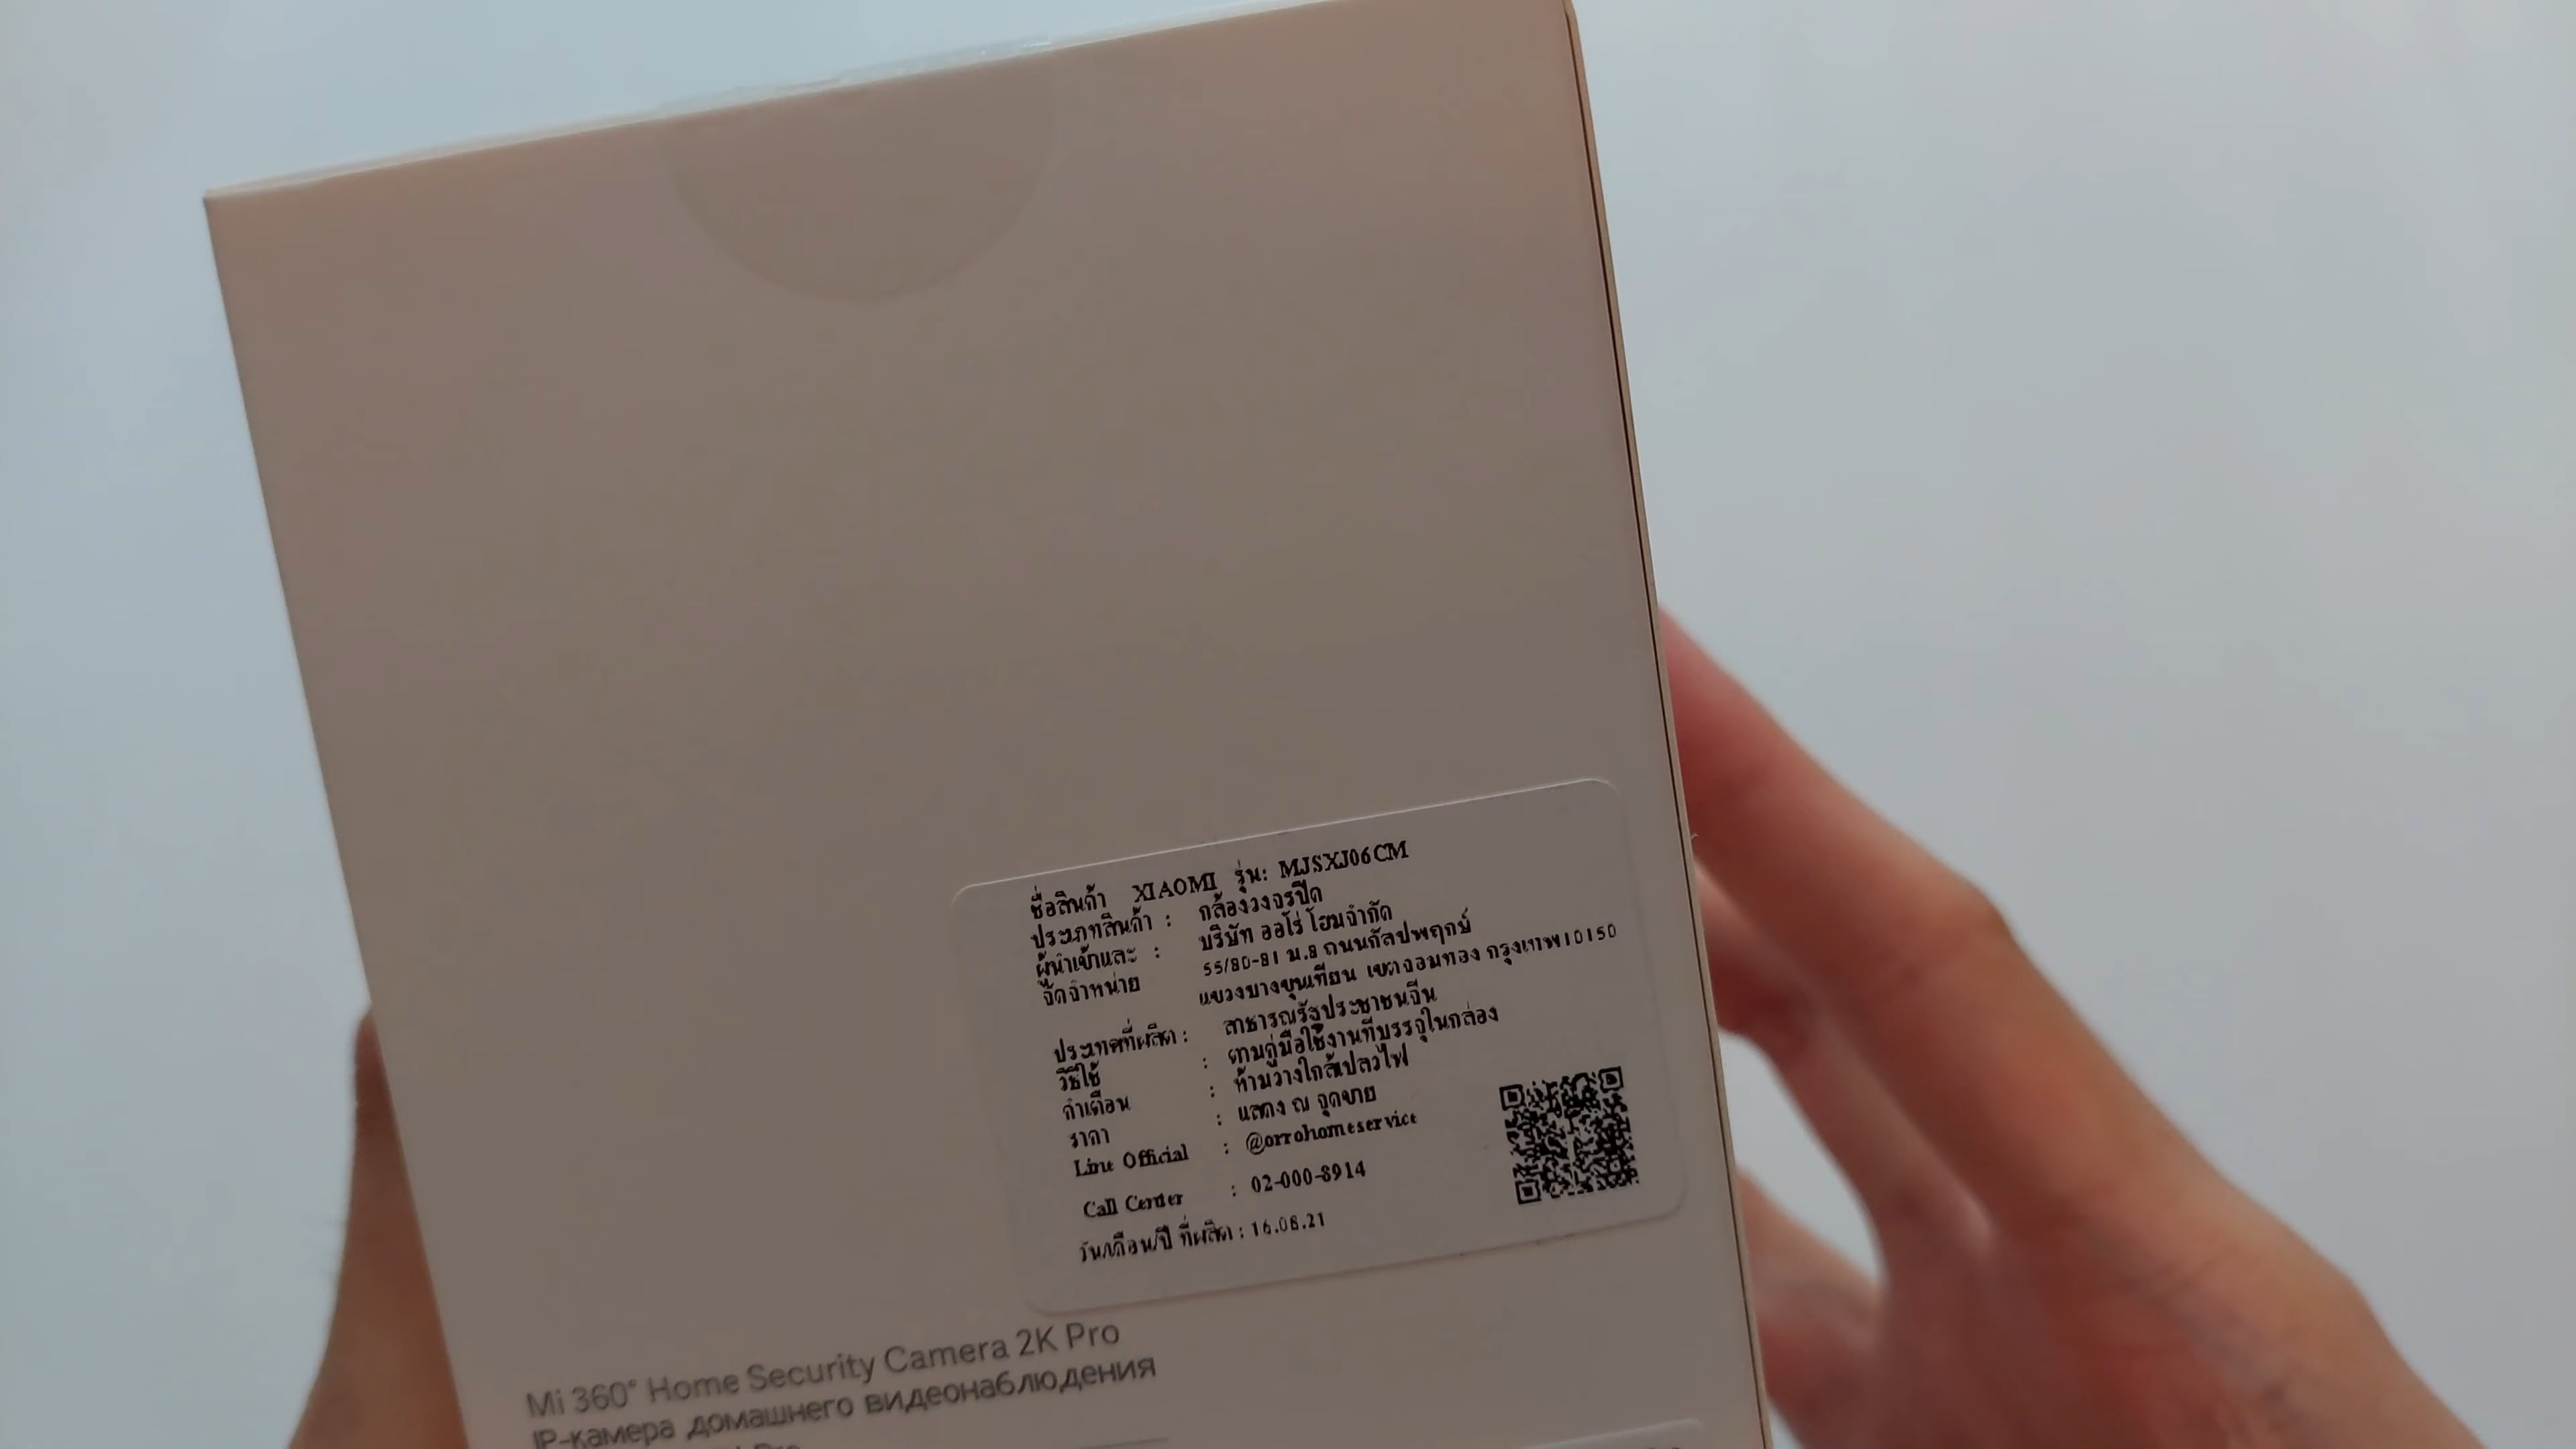 ชื่อสินค้า XIAOMI รุ่น: MJSXJ06CM
ประเภทสินค้า : กล้องวงจรปิด
ผู้นำเข้าและ : บริษัท ออโร่ โฮมจำกัด
จัดจำหน่าย 55/80-81 ม.8 ถนนกัลปพฤกษ์
แขวงบางขุนเทียน เขตจอมทอง กรุงเทพ10150
ประเทศที่ผลิต : สาธารณรัฐประชาชนจีน
วิธีใช้ : ตามคู่มือใช้งานที่บรรจุในกล่อง
คำเตือน : ห้ามวางใกล้เปลวไฟ
ราคา : แสดง ณ จุดขาย
Line Official : @orrohomeservice
Call Center : 02-000-8914
วัน/เดือน/ปี ที่ผลิต : 16.08.21
Mi 360° Home Security Camera 2K Pro
IP-камера домашнего видеонаблюдения